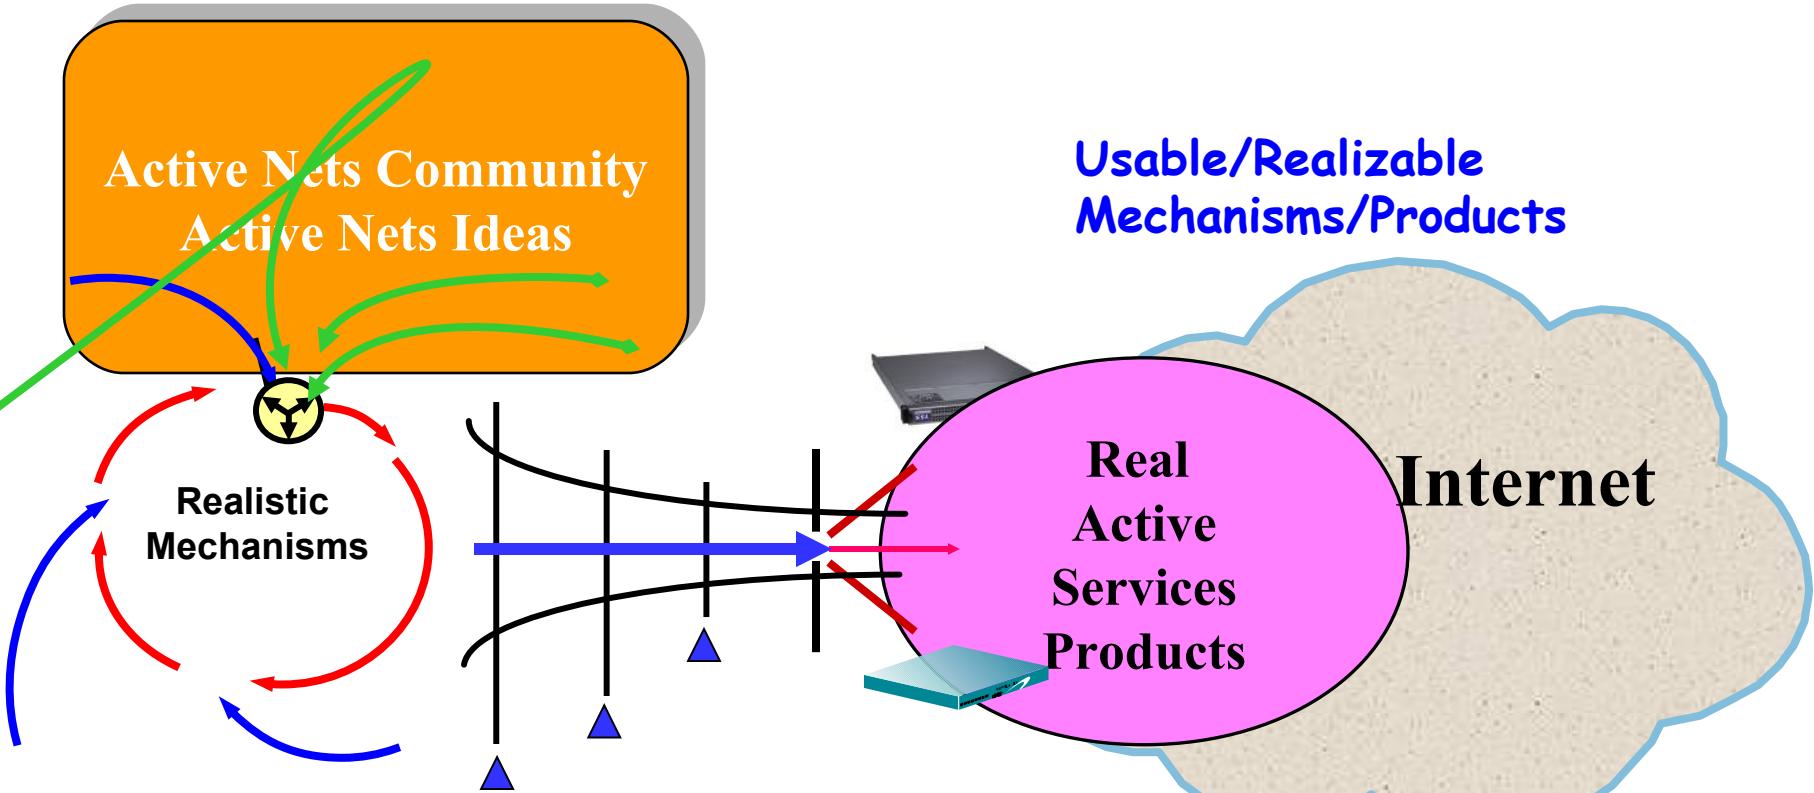 Active Nets Community
Active Nets Ideas
Usable/Realizable
Mechanisms/Products
Realistic
Mechanisms
Real
Active
Services
Products
Internet